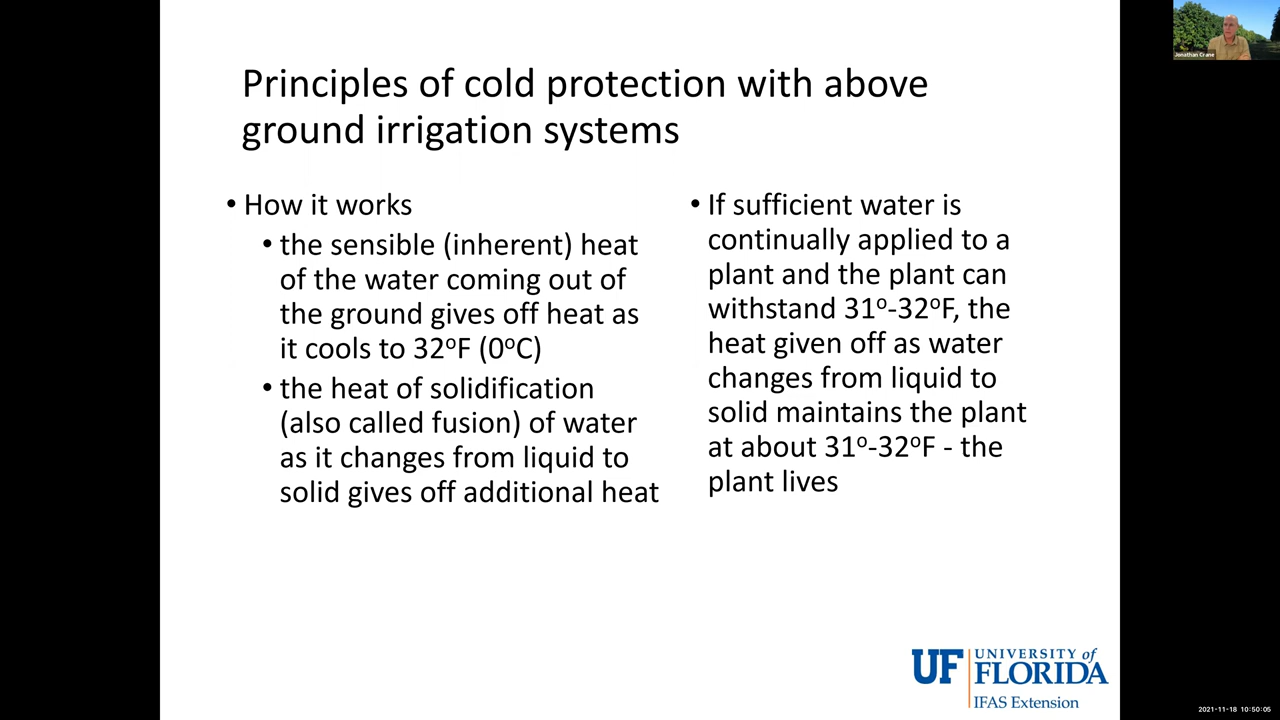 Principles of cold protection with above
ground irrigation systems
• How it works
• the sensible (inherent) heat
of the water coming out of
the ground gives off heat as
it cools to 32ºF (0ºC)
• the heat of solidification
(also called fusion) of water
as it changes from liquid to
solid gives off additional heat
• If sufficient water is
continually applied to a
plant and the plant can
withstand 31º-32ºF, the
heat given off as water
changes from liquid to
solid maintains the plant
at about 31º-32ºF - the
plant lives
Jonathan Crane
UF UNIVERSITY of
FLORIDA
IFAS Extension
2021-11-18 10:50:05